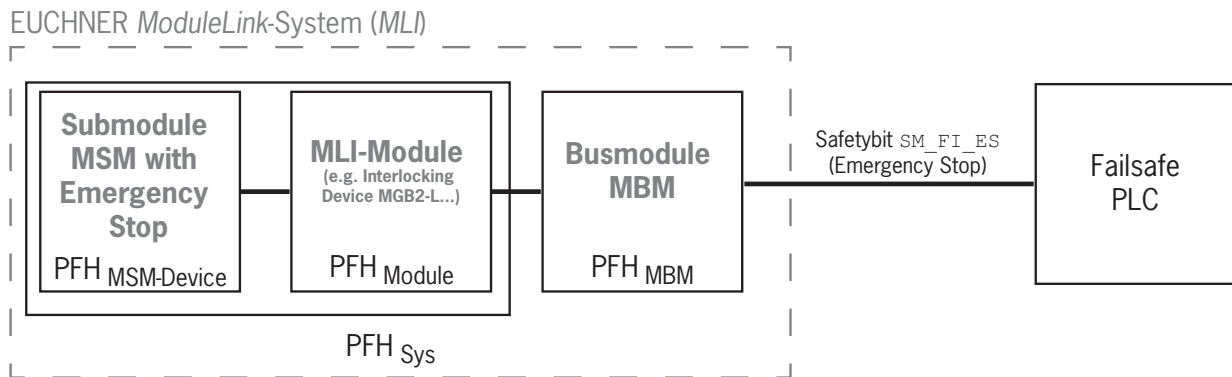 EUCHNER ModuleLink-System (MLI)
Submodule
MSM with
Emergency
Stop
PFH MSM-Device
MLI-Module
(e.g. Interlocking
Device MGB2-L...)
PFH Module
Busmodule
MBM
PFH MBM
PFH Sys
Safetybit SM_FI_ES
(Emergency Stop)
Failsafe
PLC